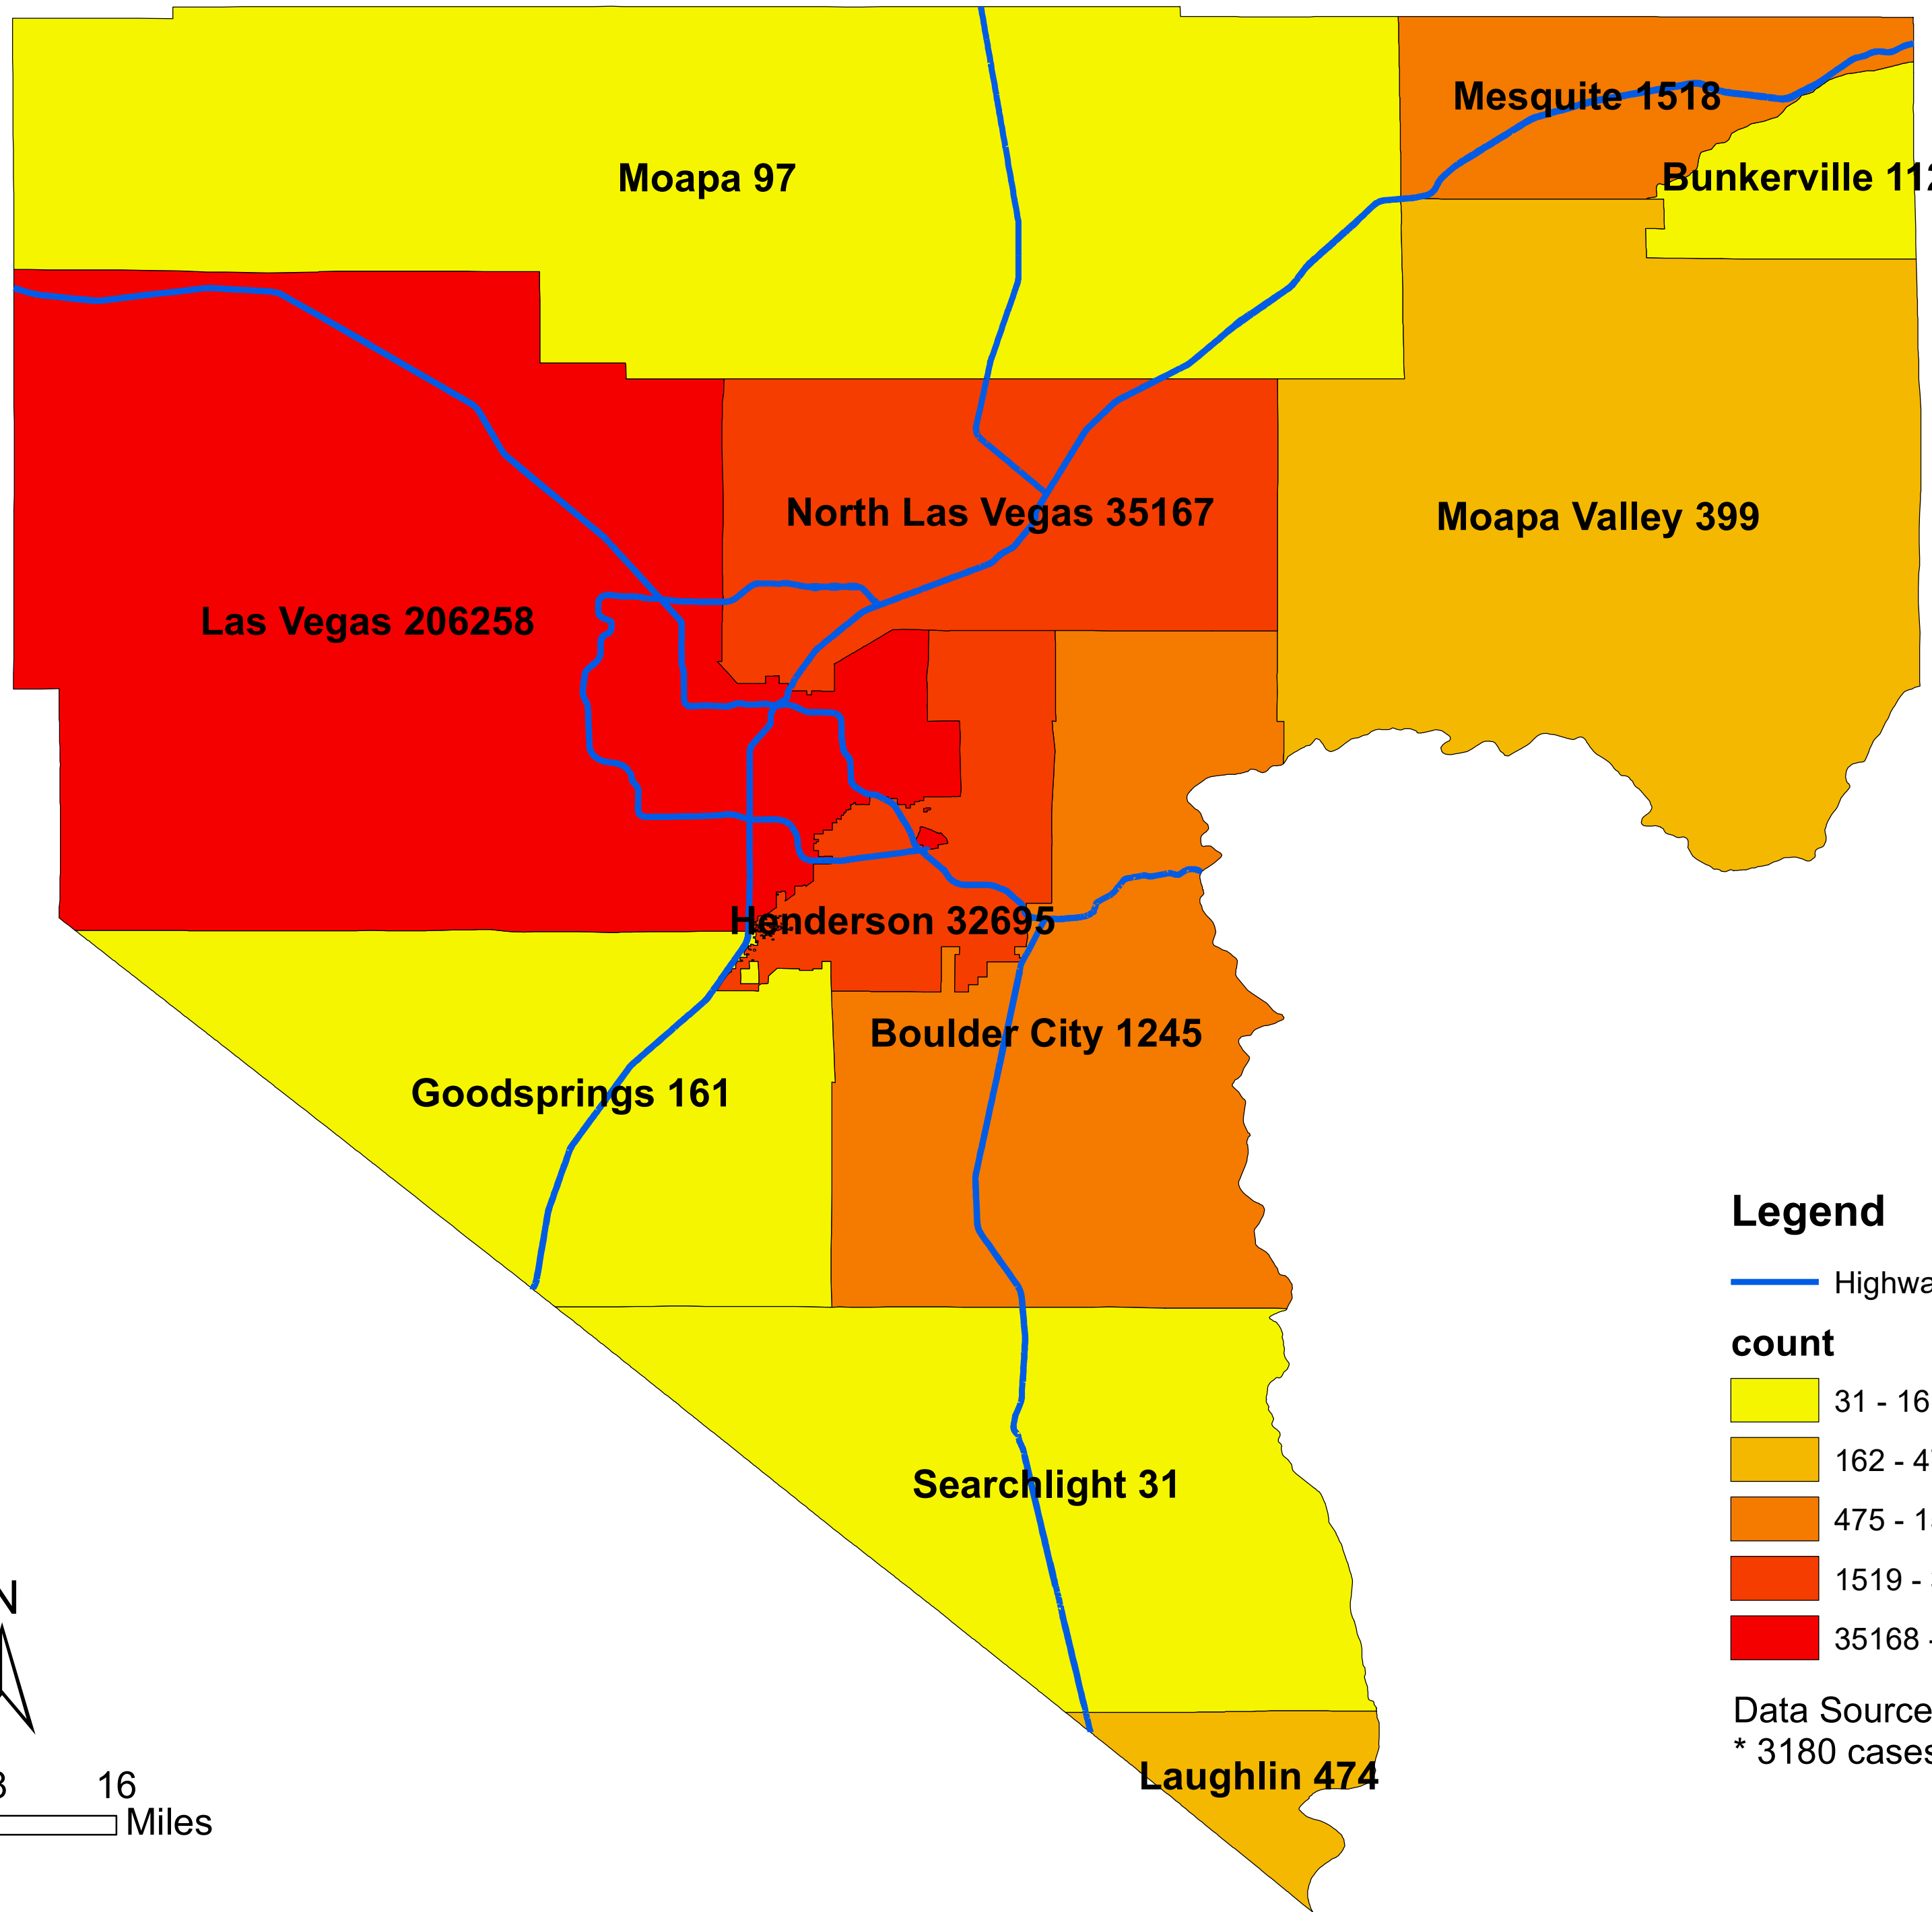 Mesquite 1518
Moapa 97
Bunkerville 112
North Las Vegas 35167
Moapa Valley 399
Las Vegas 206258
Henderson 32695
Boulder City 1245
Goodsprings 161
Searchlight 31
Laughlin 474
Legend
count
31 - 16
162 - 4
475 - 1
1519 -
35168 -
Data Source
* 3180 cases
N
16
Miles